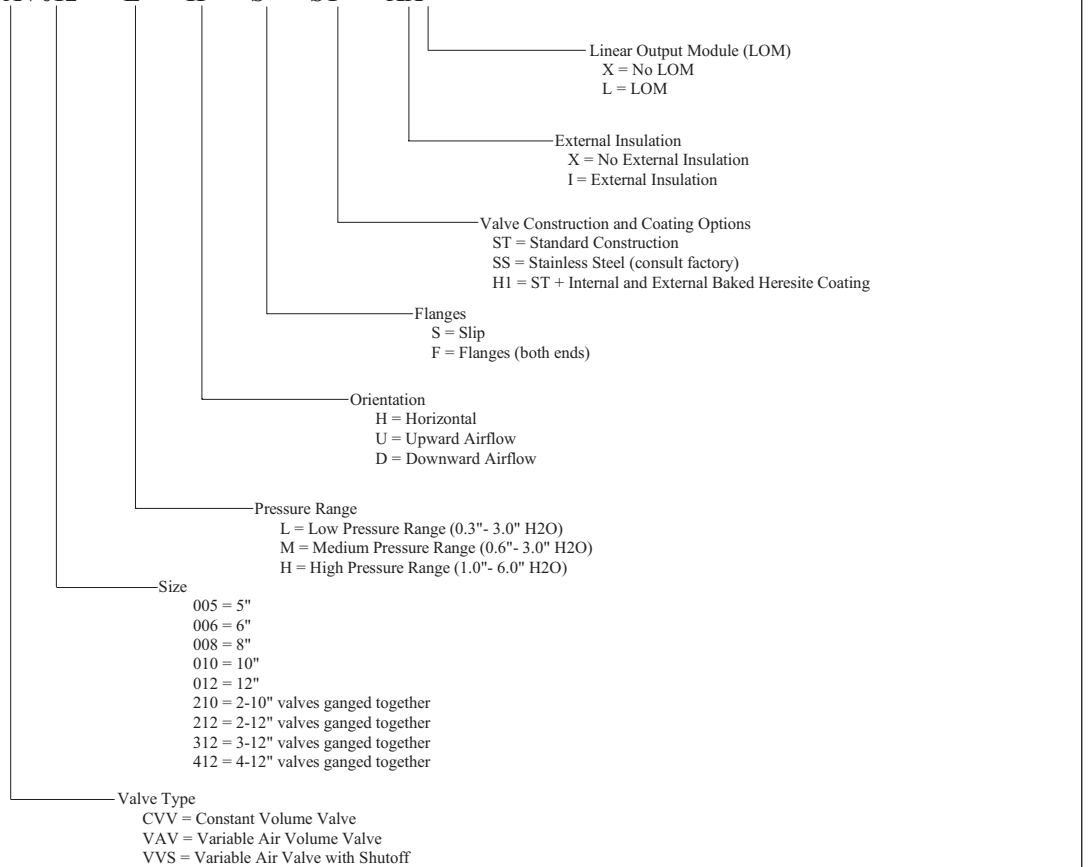 Linear Output Module (LOM)
X = No LOM
L = LOM
External Insulation
X = No External Insulation
I = External Insulation
Valve Construction and Coating Options
ST = Standard Construction
SS = Stainless Steel (consult factory)
H1 = ST + Internal and External Baked Heresite Coating
Flanges
S = Slip
F = Flanges (both ends)
Orientation
H = Horizontal
U = Upward Airflow
D = Downward Airflow
Pressure Range
L = Low Pressure Range (0.3"- 3.0" H2O)
M = Medium Pressure Range (0.6"- 3.0" H2O)
H = High Pressure Range (1.0"- 6.0" H2O)
Size
005 = 5"
006 = 6"
008 = 8"
010 = 10"
012 = 12"
210 = 2-10" valves ganged together
212 = 2-12" valves ganged together
312 = 3-12" valves ganged together
412 = 4-12" valves ganged together
Valve Type
CVV = Constant Volume Valve
VAV = Variable Air Volume Valve
VVS = Variable Air Valve with Shutoff